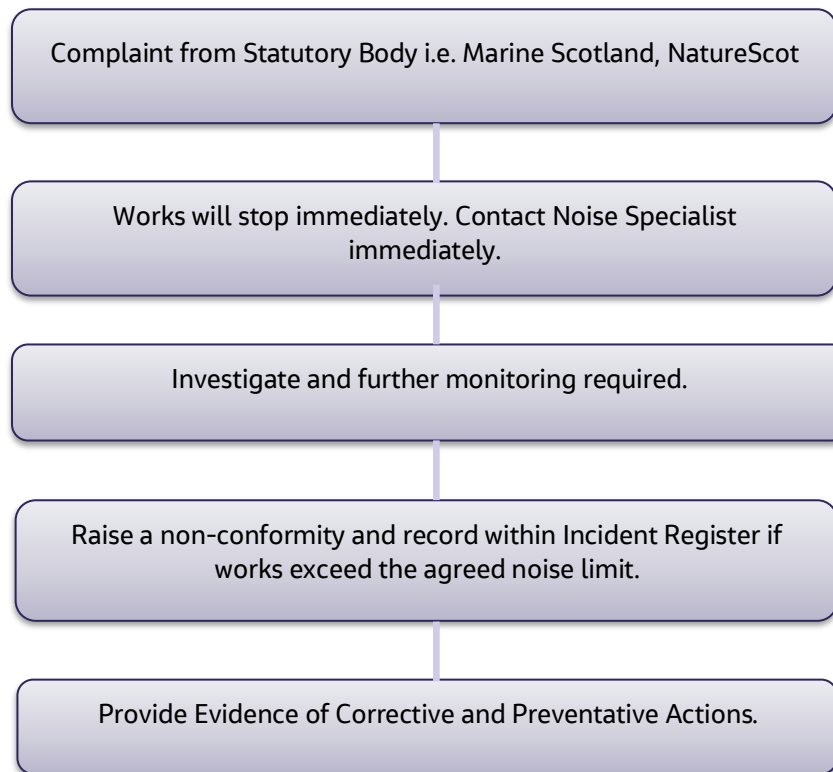 Complaint from Statutory Body i.e. Marine Scotland, NatureScot
Works will stop immediately. Contact Noise Specialist
immediately.
Investigate and further monitoring required.
Raise a non-conformity and record within Incident Register if
works exceed the agreed noise limit.
Provide Evidence of Corrective and Preventative Actions.